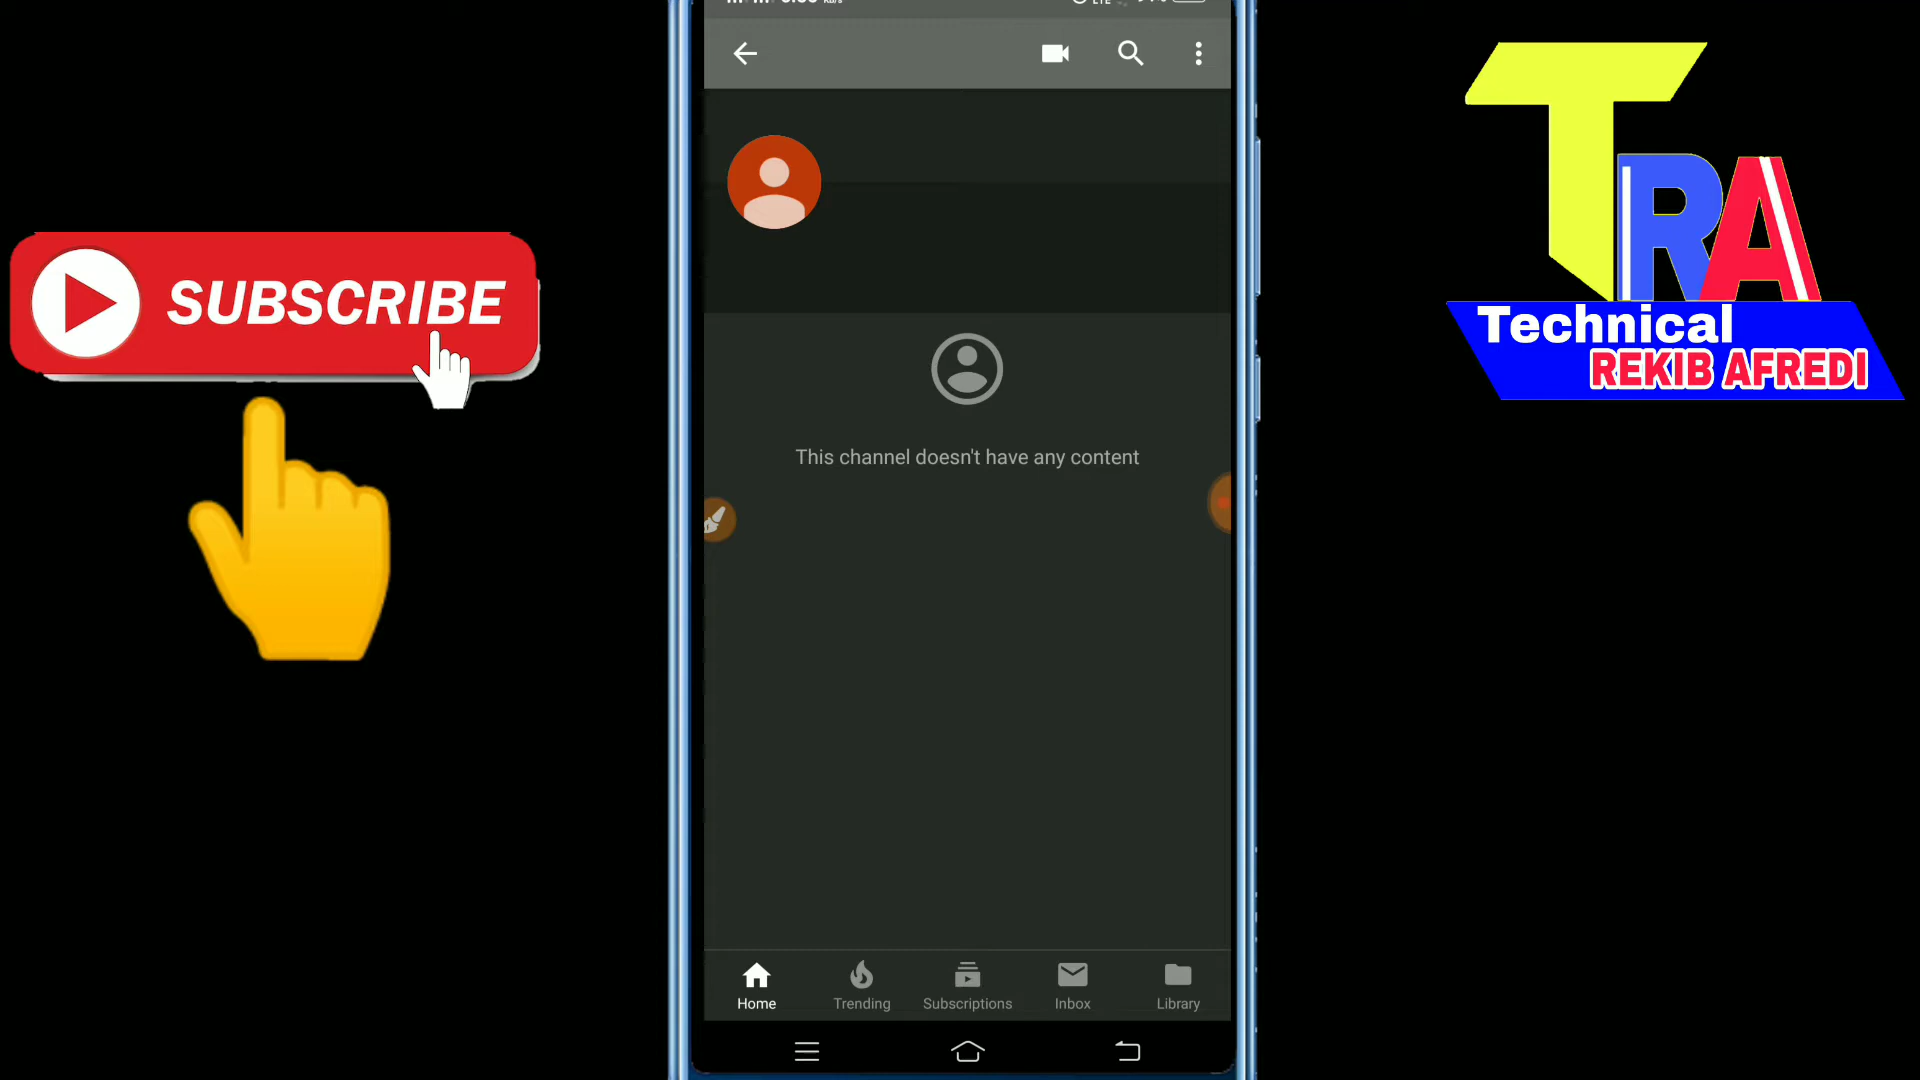 SUBSCRIBE
TRA
Technical
REKIB AFREDI
This channel doesn't have any content
Home
Trending
Subscriptions
Inbox
Library